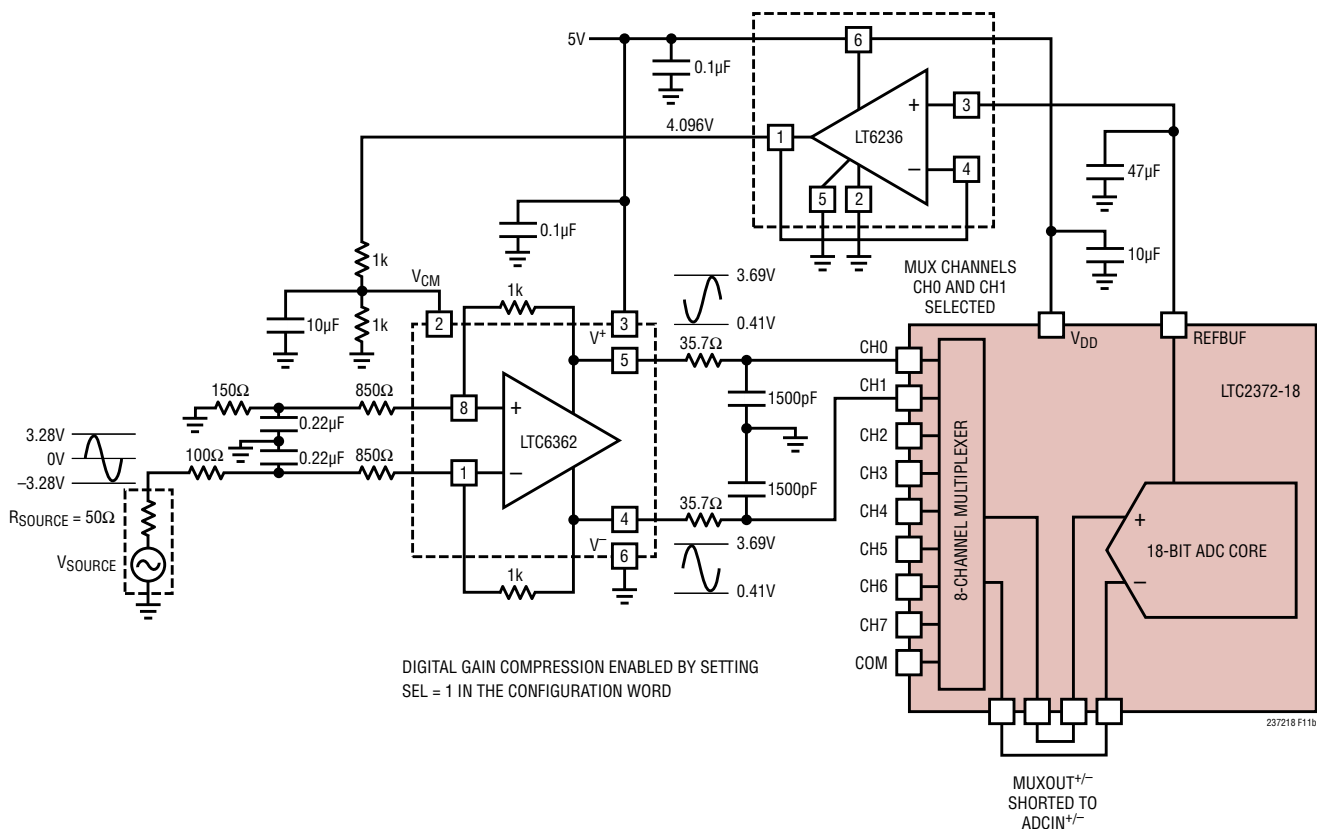 5V
6
0.1µF
+
3
4.096V
1
LT6236
–
4
47µF
5
2
0.1µF
10µF
1k
MUX CHANNELS
CH0 AND CH1
SELECTED
VCM
1k
3.69V
0.41V
10µF
1k
2
3
V+
VDD
REFBUF
5
35.7Ω
CH0
LTC2372-18
150Ω
850Ω
8
+
CH1
1500pF
0.22µF
LTC6362
CH2
3.28V
0V
–3.28V
0.22µF
CH3
100Ω
850Ω
1
–
1500pF
8-CHANNEL MULTIPLEXER
RSOURCE = 50Ω
4
35.7Ω
CH4
+
18-BIT ADC CORE
–
VSOURCE
V–
6
3.69V
0.41V
CH5
1k
CH6
CH7
COM
DIGITAL GAIN COMPRESSION ENABLED BY SETTING
SEL = 1 IN THE CONFIGURATION WORD
237218 F11b
MUXOUT+/–
SHORTED TO
ADCIN+/–